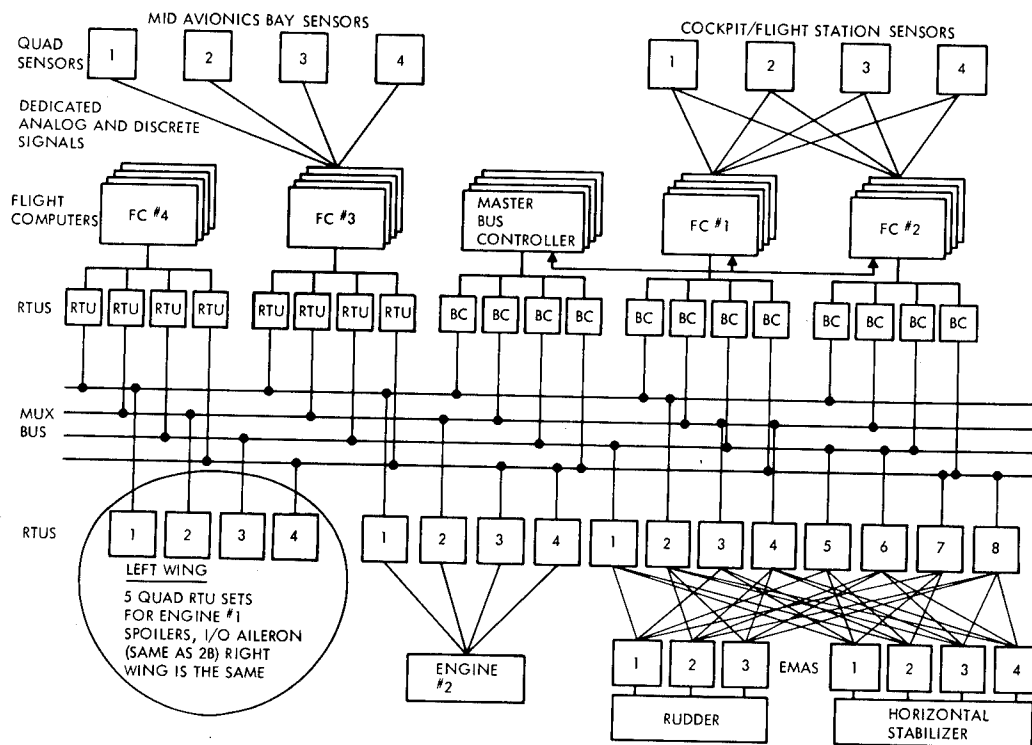 MID AVIONICS BAY SENSORS
COCKPIT/FLIGHT STATION SENSORS
QUAD
SENSORS
1 2 3 4
1 2 3 4
DEDICATED
ANALOG AND DISCRETE
SIGNALS
FLIGHT
COMPUTERS
FC #4
FC #3
MASTER
BUS
CONTROLLER
FC #1
FC #2
RTUS
RTU RTU RTU RTU
RTU RTU RTU RTU
BC BC BC BC
BC BC BC BC
BC BC BC BC
MUX
BUS
RTUS
1 2 3 4
1 2 3 4
1 2 3 4 5 6 7 8
LEFT WING
5 QUAD RTU SETS
FOR ENGINE #1
SPOILERS, I/O AILERON
(SAME AS 2B) RIGHT
WING IS THE SAME
ENGINE
#2
1 2 3
EMAS
1 2 3 4
RUDDER
HORIZONTAL
STABILIZER